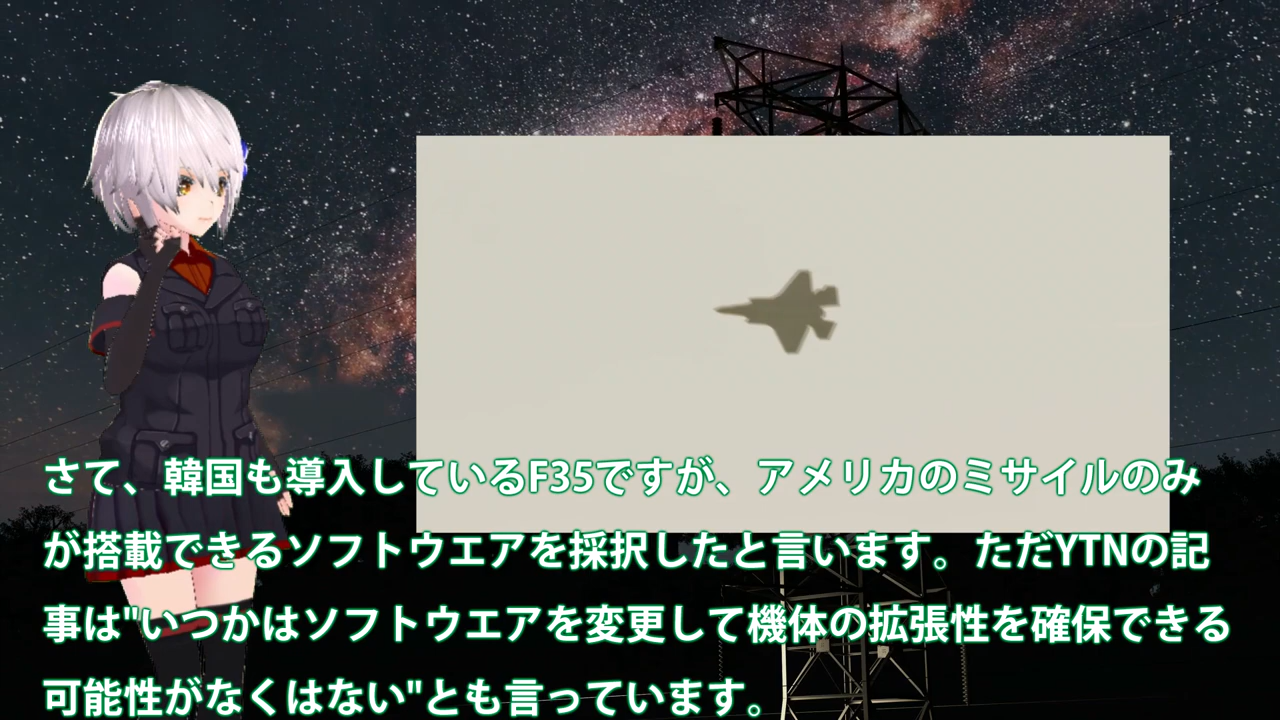 さて、韓国も導入しているF35ですが、アメリカのミサイルのみ
が搭載できるソフトウエアを採択したと言います。ただYTNの記
事は"いつかはソフトウエアを変更して機体の拡張性を確保できる
可能性がなくはない"とも言っています。